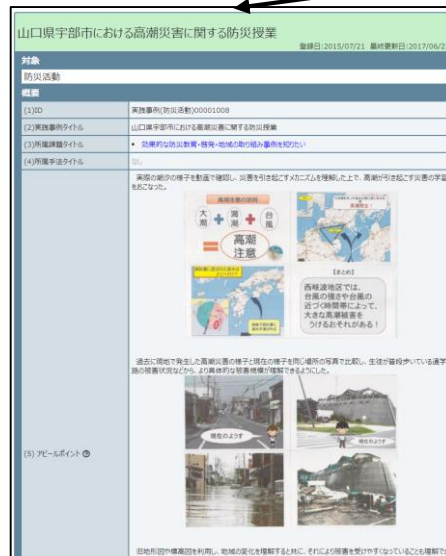 山口県宇部市における高潮災害に関する防災授業
登録日:2015/07/21 最終更新日:2017/06/2
対象
防災活動
概要
(1)ID
実践事例(防災活動)00001008
(2)実践事例タイトル
山口県宇部市における高潮災害に関する防災授業
(3)所属課題タイトル
• 効果的な防災教育・啓発・地域の取り組み事例を知りたい
(4)所属手法タイトル
なし
実際の潮汐の様子を動画で確認し、災害を引き起こすメカニズムを理解した上で、高潮が引き起こす災害の学習
をおこなった。
高潮注意の法則
大潮 + 満潮 + 台風
= 高潮注意
【まとめ】
西岐波地区では、
台風の強さや台風の
近づく時間帯によって、
大きな高潮被害を
うけるおそれがある!
過去に現地で発生した高潮災害の様子と現在の様子を同じ場所の写真で比較し、生徒が普段歩いている通学
路の被害状況などから、より具体的な被害規模が理解できるようにした。
現在のようす
現在のようす
(5) アピールポイント
旧地形図や標高図を利用し、地域の変化を理解すると共に、それにより被害を受けやすくなっていることも理解で